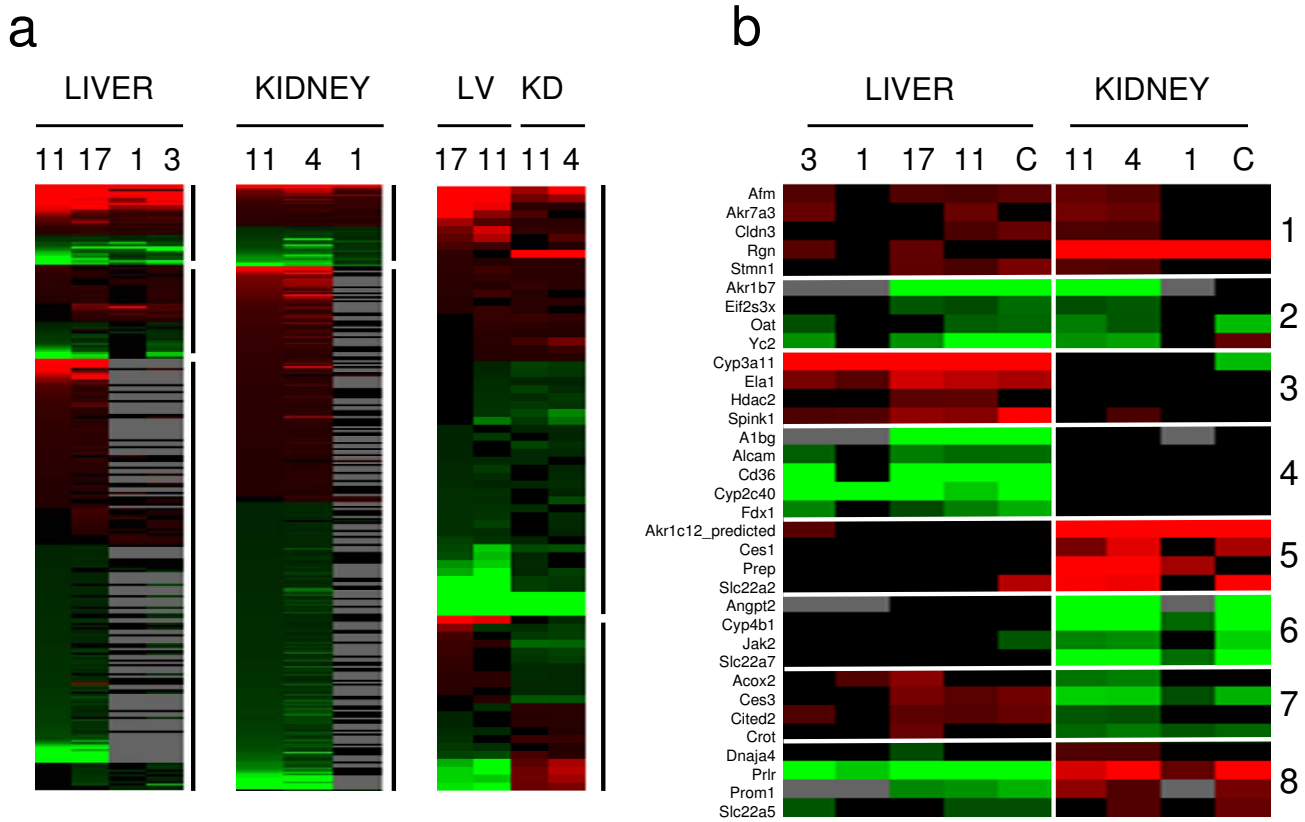 a
b
LIVER KIDNEY LV KD
LIVER KIDNEY
11 17 1 3 11 4 1 17 11 11 4
3 1 17 11 C 11 4 1 C
Afm
Akr7a3
Cldn3
Rgn
Stmn1
1
Akr1b7
Eif2s3x
Oat
Yc2
2
Cyp3a11
Ela1
Hdac2
Spink1
3
A1bg
Alcam
Cd36
Cyp2c40
Fdx1
4
Akr1c12_predicted
Ces1
Prep
Slc22a2
5
Angpt2
Cyp4b1
Jak2
Slc22a7
6
Acox2
Ces3
Cited2
Crot
7
Dnaja4
Prlr
Prom1
Slc22a5
8